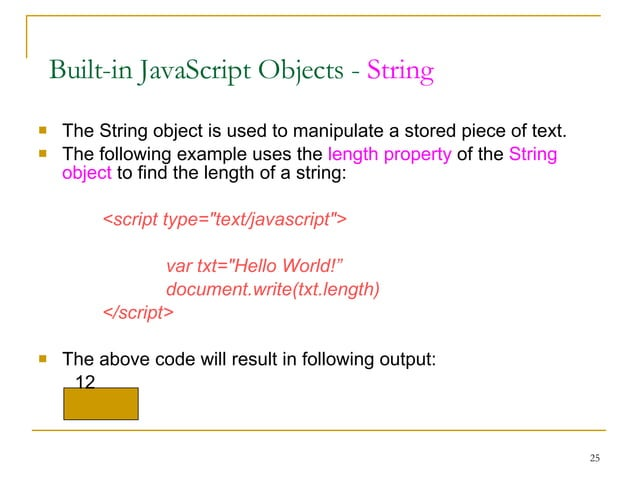 Built-in JavaScript Objects - String
The String object is used to manipulate a stored piece of text.
The following example uses the length property of the String
object to find the length of a string:
<script type="text/javascript">
var txt="Hello World!”
document.write(txt.length)
</script>
The above code will result in following output:
12
25